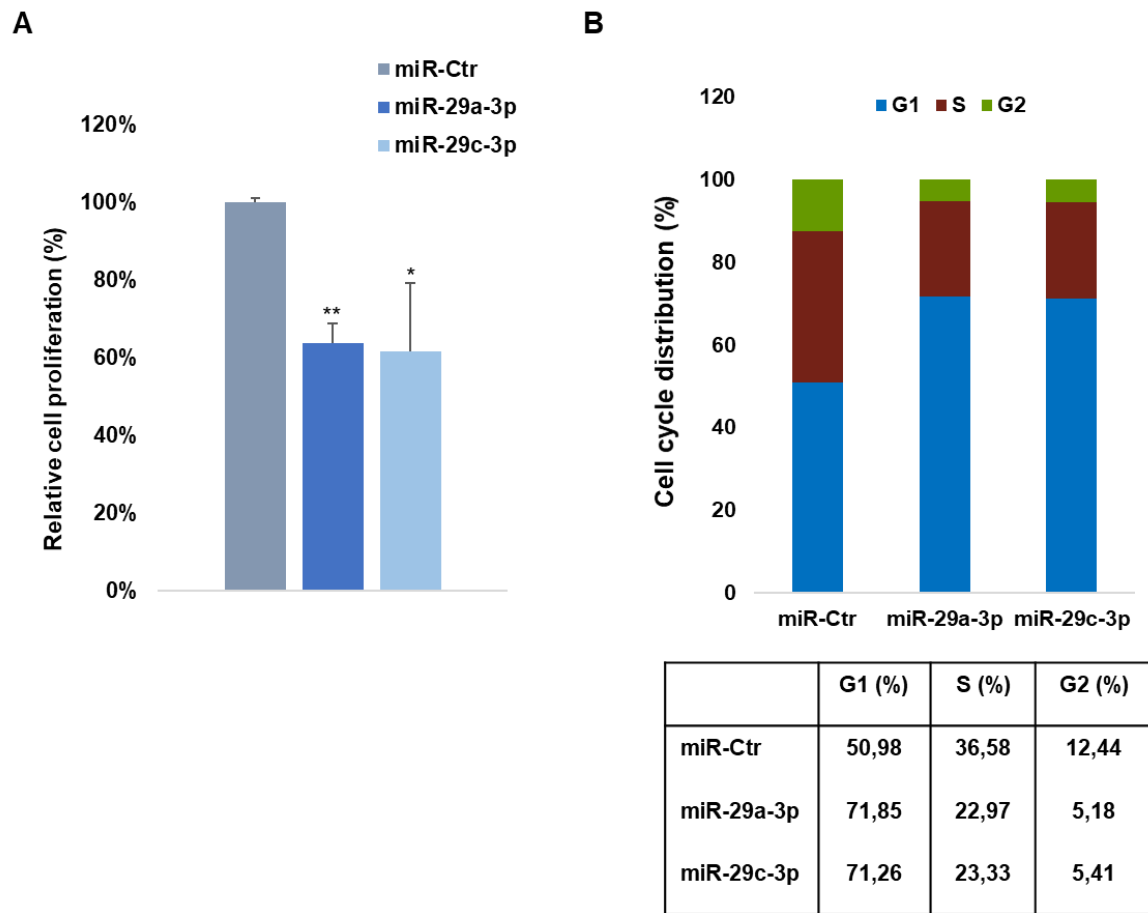 A
miR-Ctr
miR-29a-3p
miR-29c-3p
Relative cell proliferation (%)
120%
100%
80%
60%
40%
20%
0%
**
*
B
G1 S G2
Cell cycle distribution (%)
120
100
80
60
40
20
0
miR-Ctr miR-29a-3p miR-29c-3p
G1 (%) S (%) G2 (%)
miR-Ctr 50,98 36,58 12,44
miR-29a-3p 71,85 22,97 5,18
miR-29c-3p 71,26 23,33 5,41